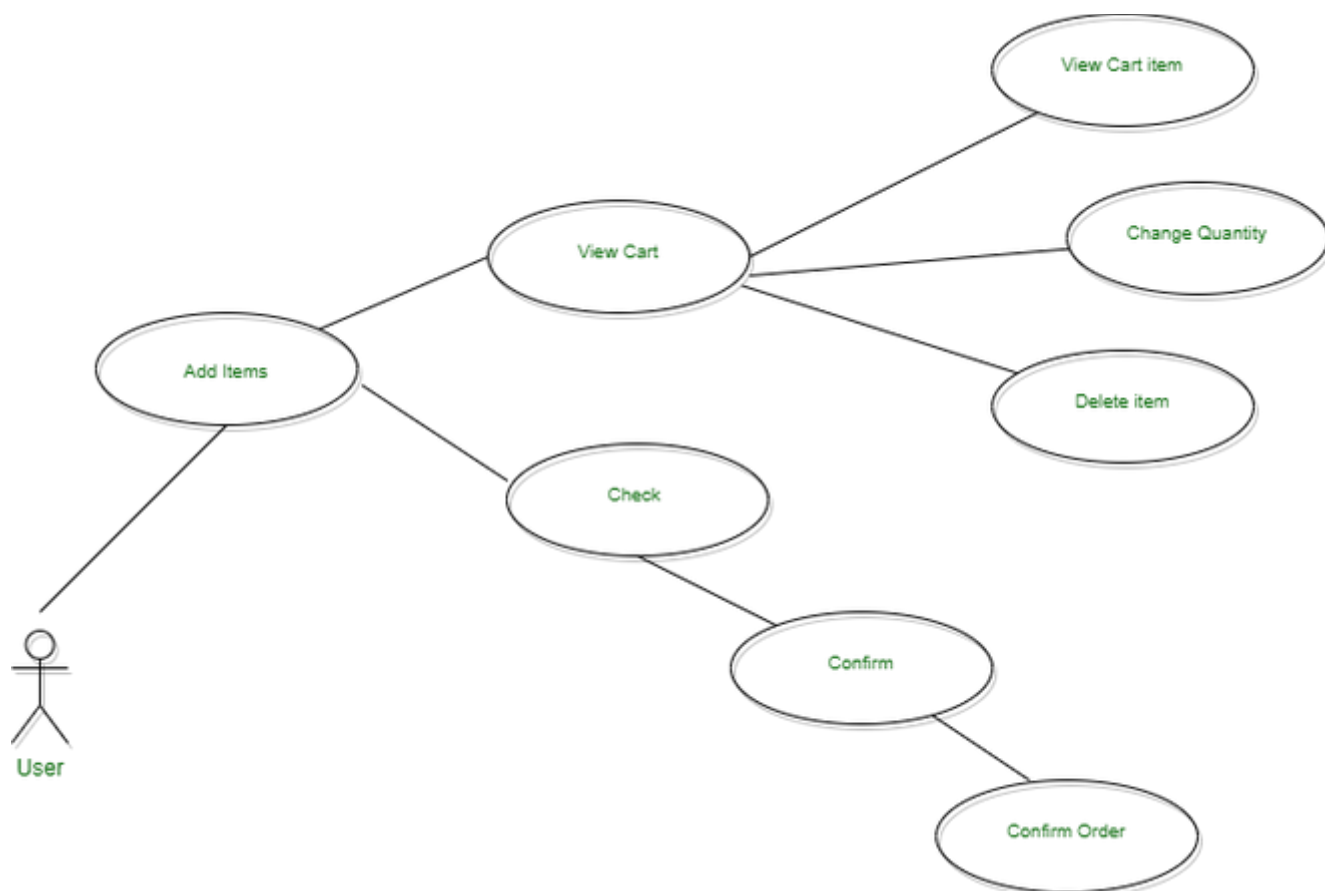 View Cart item
Change Quantity
View Cart
Add Items
Delete item
Check
Confirm
User
Confirm Order